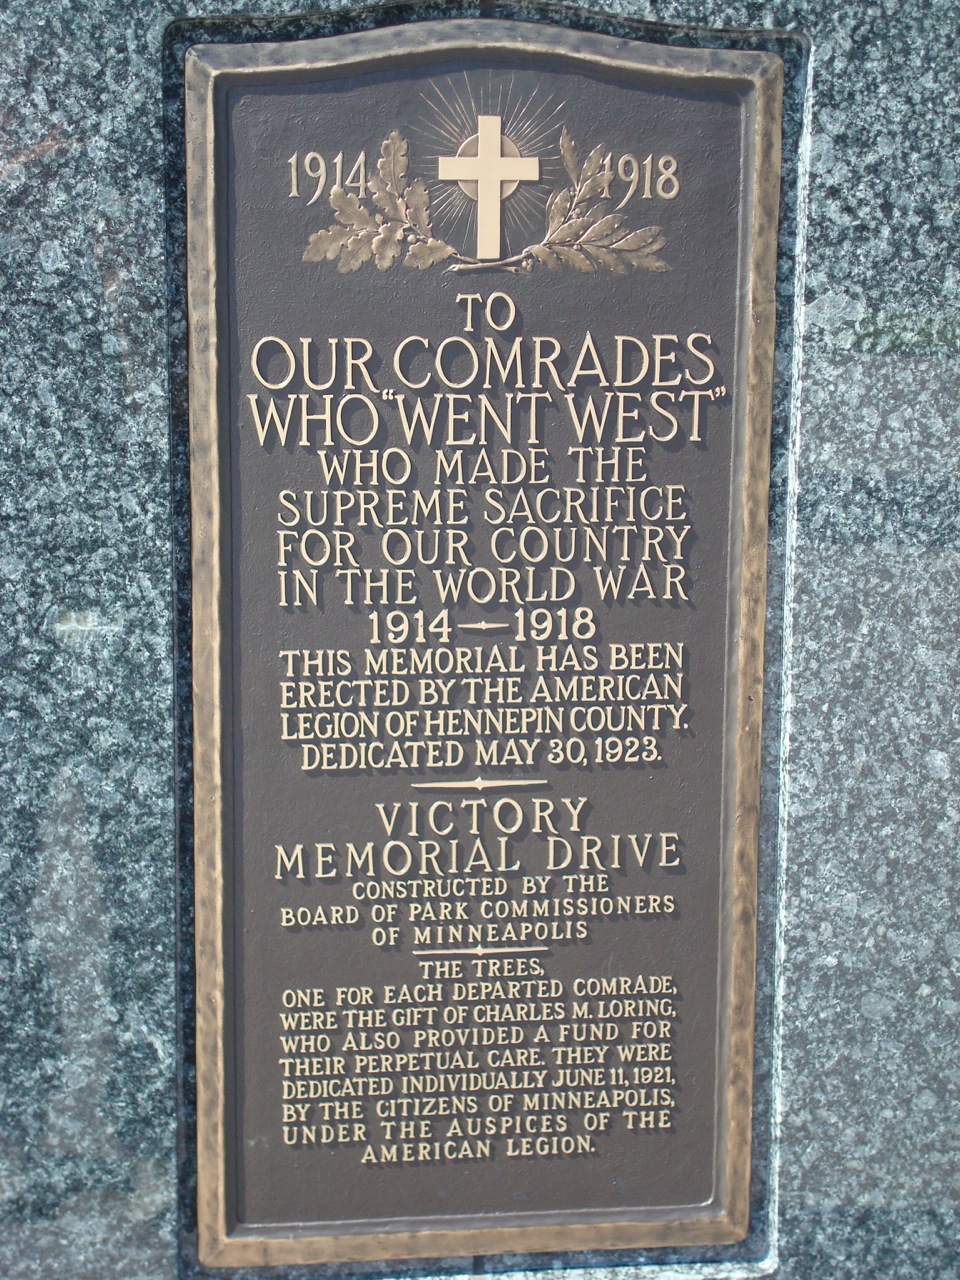 1914 1918
TO
OUR COMRADES
WHO "WENT WEST"
WHO MADE THE
SUPREME SACRIFICE
FOR OUR COUNTRY
IN THE WORLD WAR
1914—1918
THIS MEMORIAL HAS BEEN
ERECTED BY THE AMERICAN
LEGION OF HENNEPIN COUNTY.
DEDICATED MAY 30, 1923.
VICTORY
MEMORIAL DRIVE
CONSTRUCTED BY THE
BOARD OF PARK COMMISSIONERS
OF MINNEAPOLIS
THE TREES,
ONE FOR EACH DEPARTED COMRADE,
WERE THE GIFT OF CHARLES M. LORING,
WHO ALSO PROVIDED A FUND FOR
THEIR PERPETUAL CARE. THEY WERE
DEDICATED INDIVIDUALLY JUNE 11, 1921,
BY THE CITIZENS OF MINNEAPOLIS,
UNDER THE AUSPICES OF THE
AMERICAN LEGION.